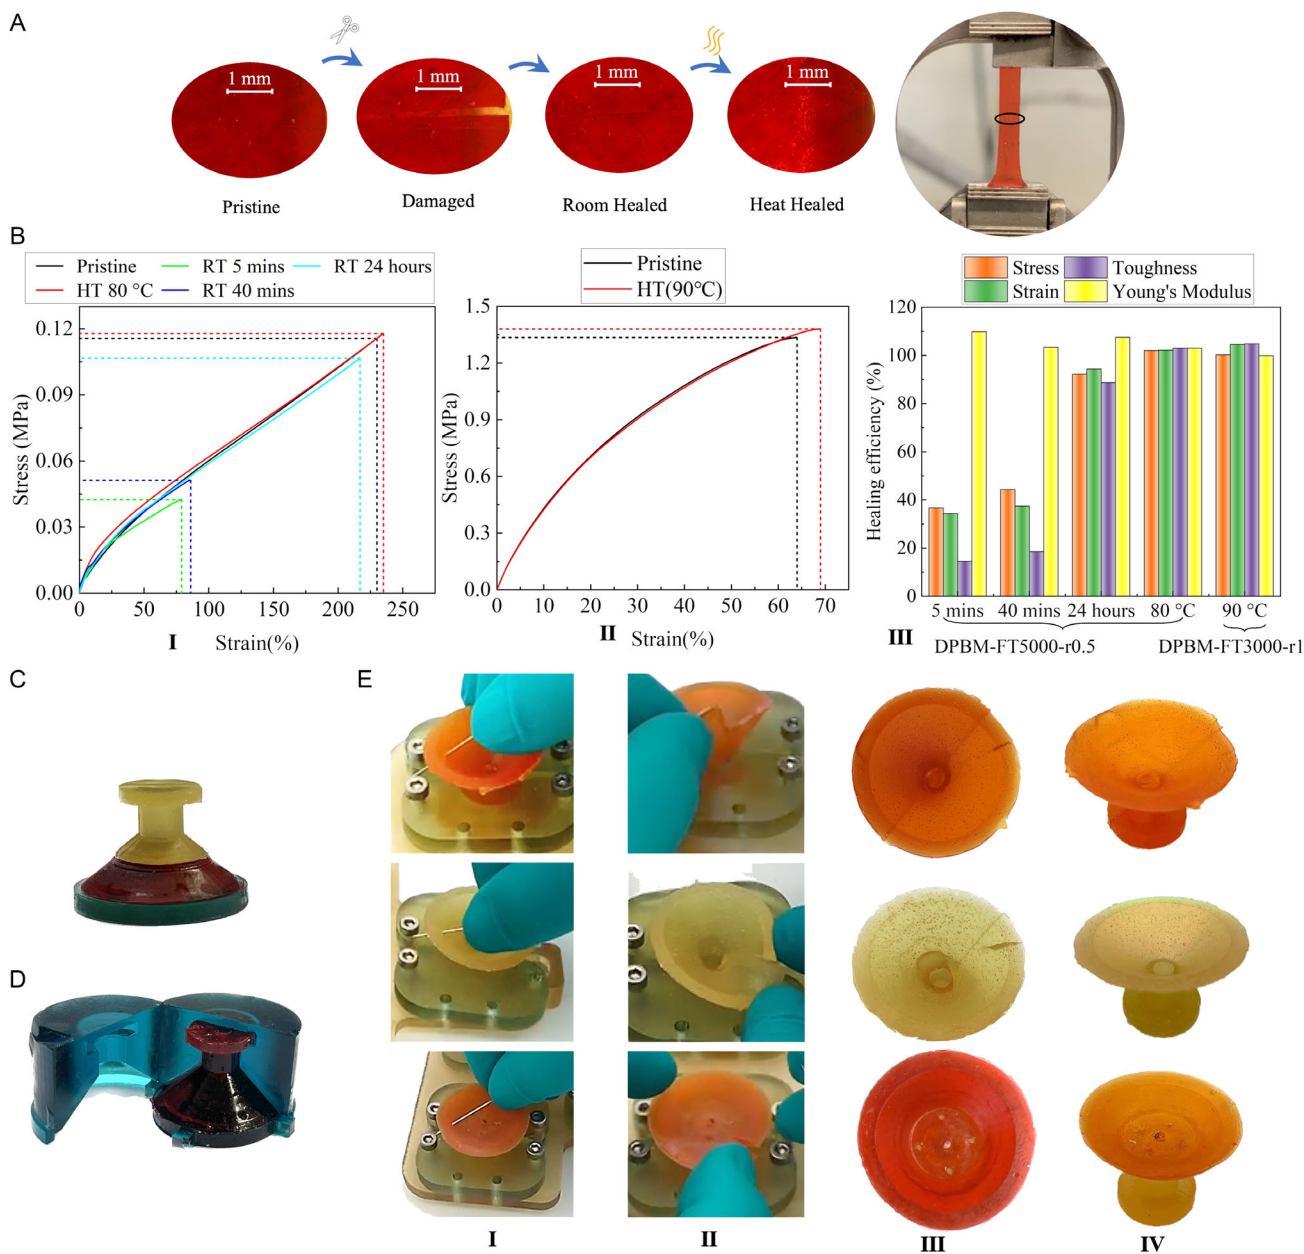 A
1 mm
1 mm
1 mm
1 mm
Pristine
Damaged
Room Healed
Heat Healed
B
Pristine
RT 5 mins
RT 24 hours
HT 80 °C
RT 40 mins
0.12
0.09
0.06
0.03
0.00
Stress (MPa)
0
50
100
150
200
250
I
Strain(%)
Pristine
HT(90°C)
1.5
1.2
0.9
0.6
0.3
0.0
Stress (MPa)
0
10
20
30
40
50
60
70
II
Strain(%)
Stress
Toughness
Strain
Young's Modulus
120
100
80
60
40
20
0
Healing efficiency (%)
5 mins
40 mins
24 hours
80 °C
90 °C
III
DPBM-FT5000-r0.5
DPBM-FT3000-r1
C
D
E
I
II
III
IV